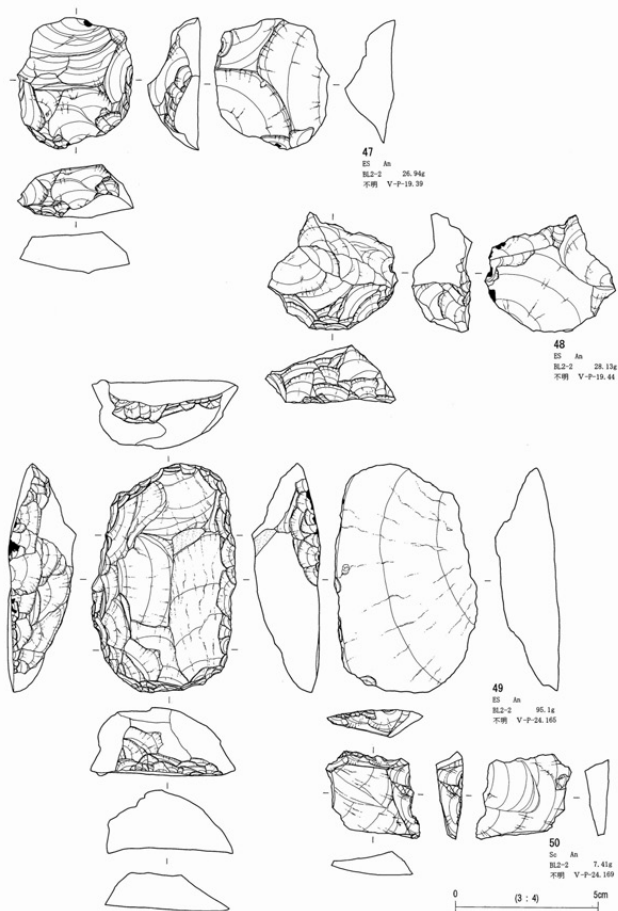 47
ES An
BL2-2 26.94g
不明 V-P-19.39
48
ES An
BL2-2 28.13g
不明 V-P-19.44
49
ES An
BL2-2 95.1g
不明 V-P-24.165
50
Sc An
BL2-2 7.41g
不明 V-P-24.169
0 (3 : 4) 5cm